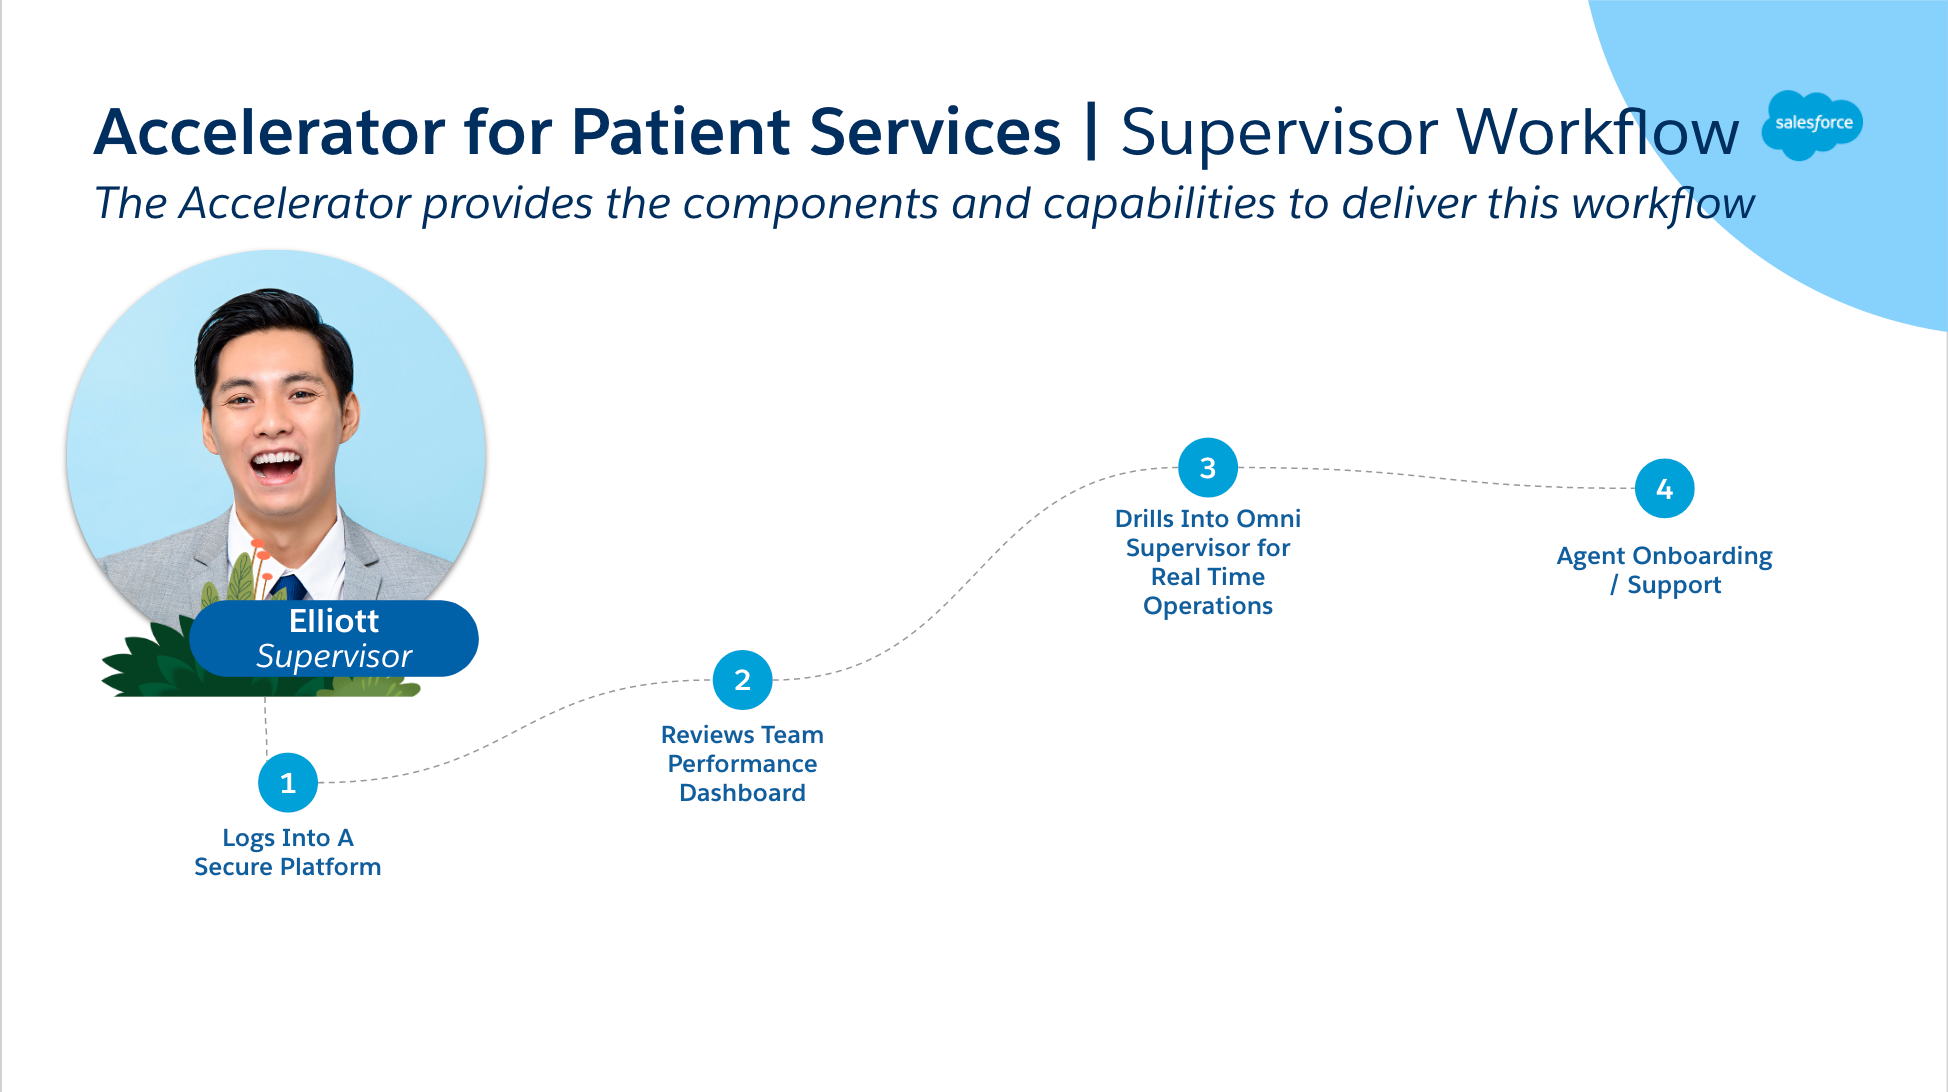 Accelerator for Patient Services | Supervisor Workflow
salesforce
The Accelerator provides the components and capabilities to deliver this workflow
Elliott
Supervisor
1
Logs Into A
Secure Platform
2
Reviews Team
Performance
Dashboard
3
Drills Into Omni
Supervisor for
Real Time
Operations
4
Agent Onboarding
/ Support